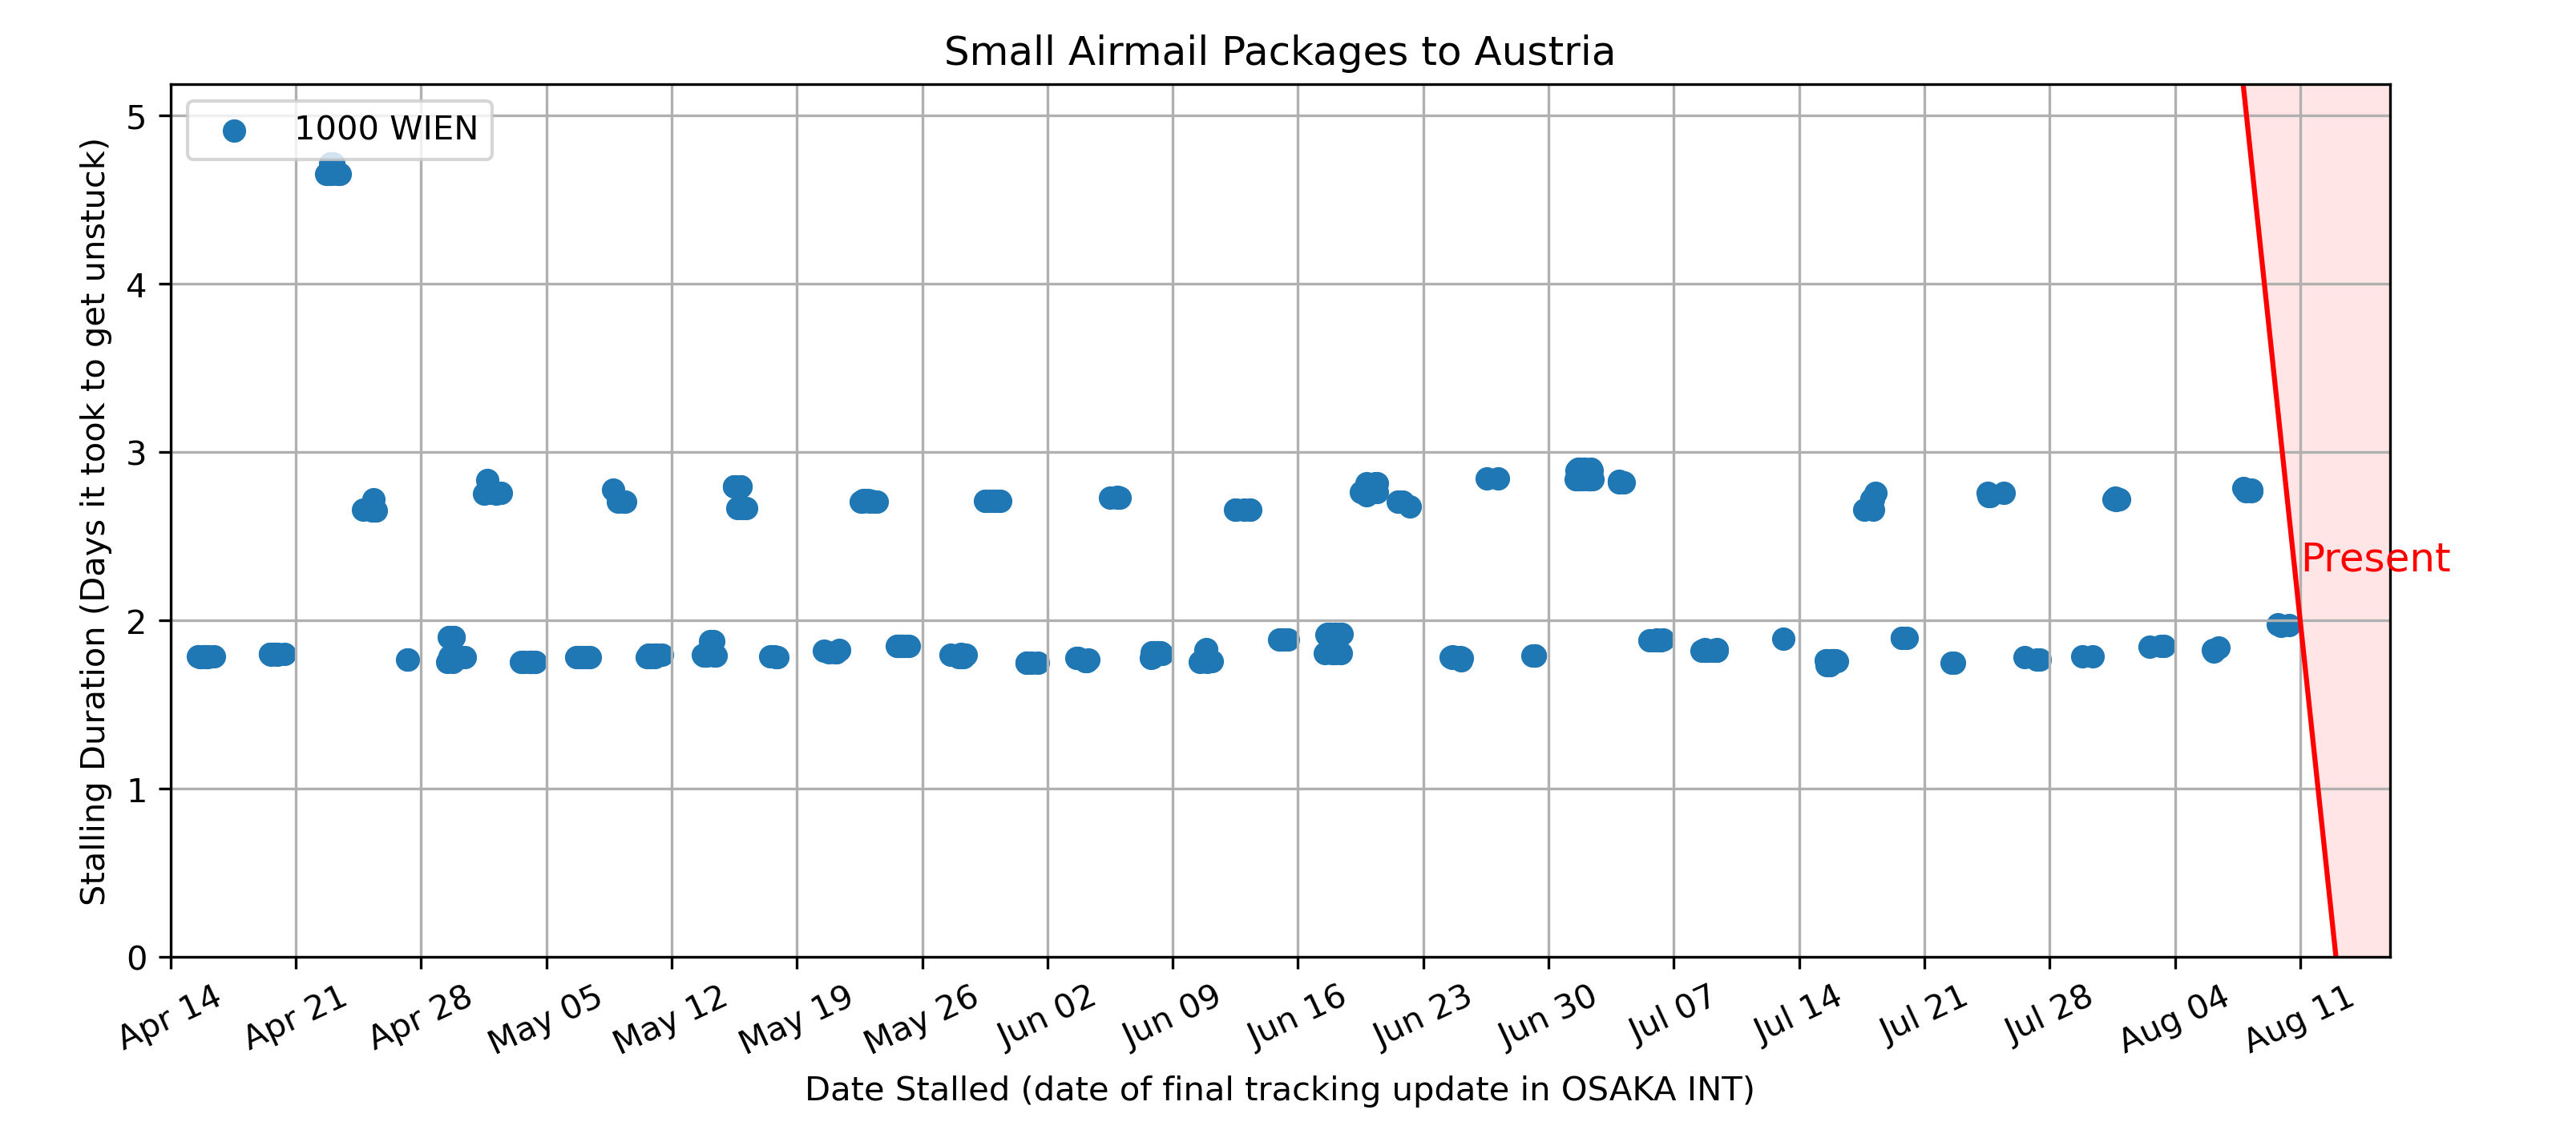 Small Airmail Packages to Austria
1000 WIEN
Stalling Duration (Days it took to get unstuck)
5
4
3
2
1
0
Present
Apr 14
Apr 21
Apr 28
May 05
May 12
May 19
May 26
Jun 02
Jun 09
Jun 16
Jun 23
Jun 30
Jul 07
Jul 14
Jul 21
Jul 28
Aug 04
Aug 11
Date Stalled (date of final tracking update in OSAKA INT)